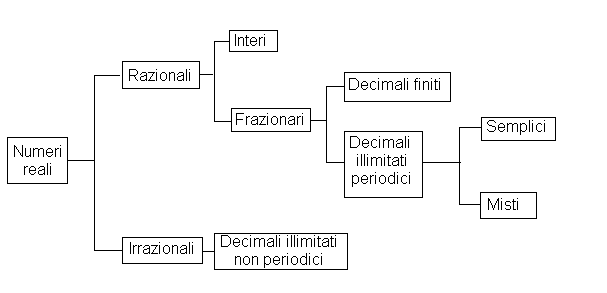 Numeri
reali
Razionali
Interi
Frazionari
Decimali finiti
Decimali
illimitati
periodici
Semplici
Misti
Irrazionali
Decimali illimitati
non periodici